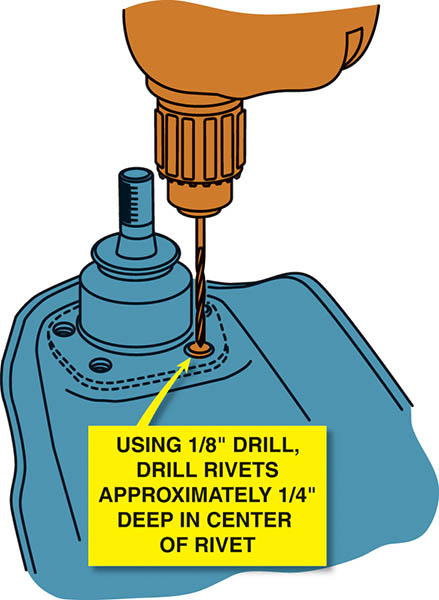 USING 1/8" DRILL,
DRILL RIVETS
APPROXIMATELY 1/4"
DEEP IN CENTER
OF RIVET